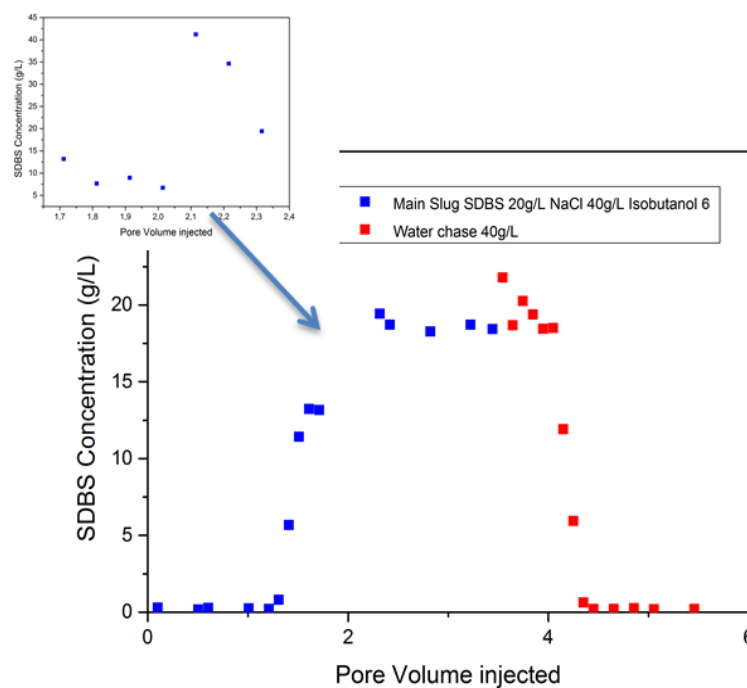 45
40
35
30
25
20
15
10
5
SDBS Concentration (g/L)
1,7 1,8 1,9 2,0 2,1 2,2 2,3 2,4
Pore Volume injected
Main Slug SDBS 20g/L NaCl 40g/L Isobutanol 6
Water chase 40g/L
20
15
10
5
0
SDBS Concentration (g/L)
0 2 4 6
Pore Volume injected